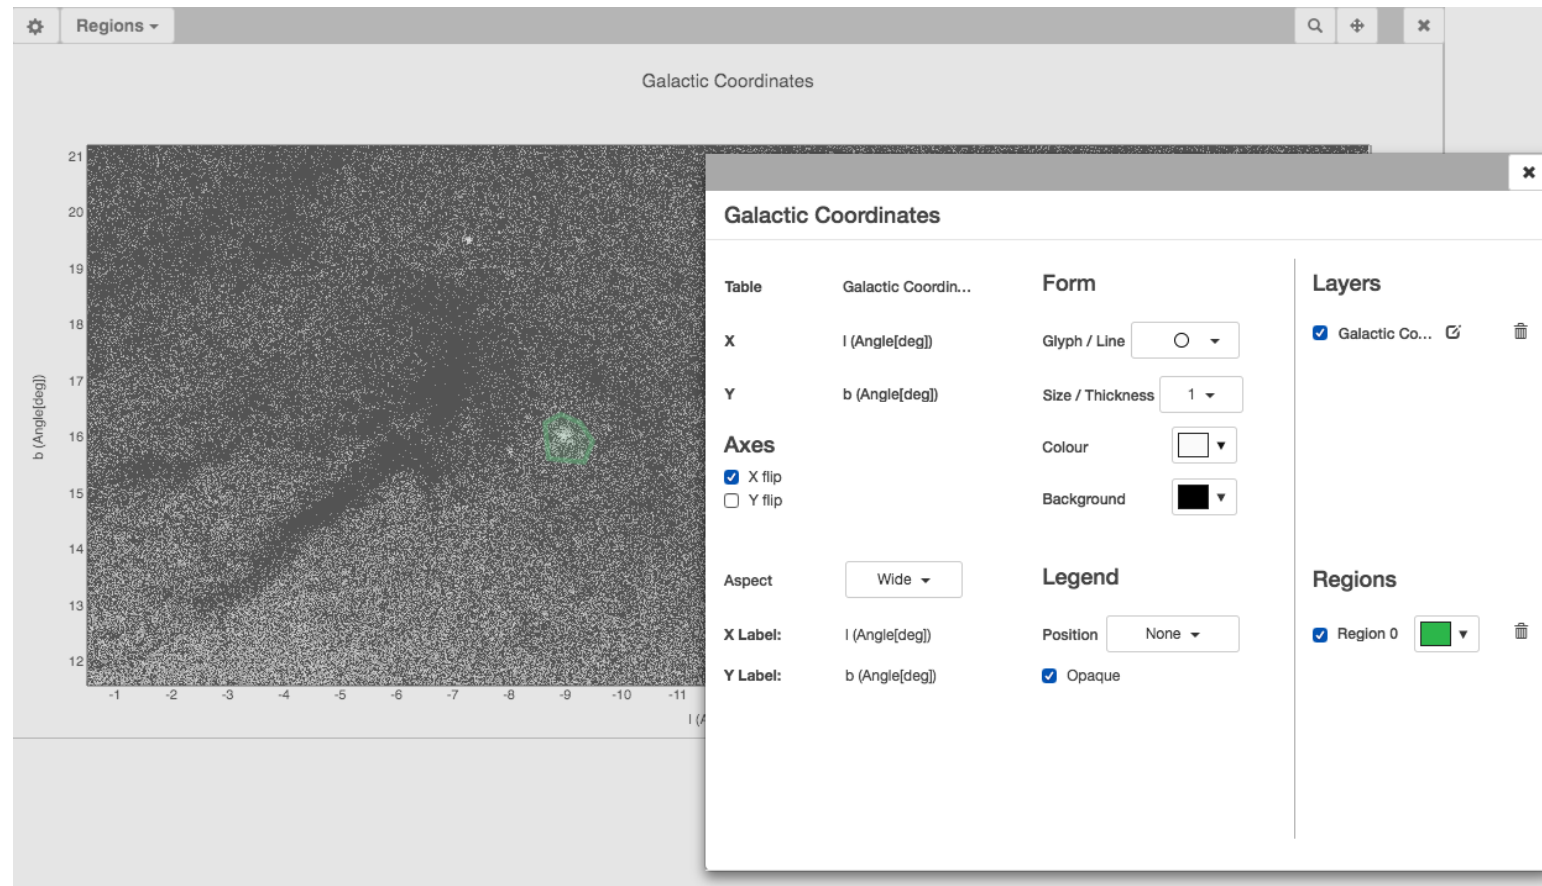 Regions
Galactic Coordinates
21
20
19
18
17
16
15
14
13
12
b (Angle[deg])
-1 -2 -3 -4 -5 -6 -7 -8 -9 -10 -11
l (A
Galactic Coordinates
Table Galactic Coordin...
X l (Angle[deg])
Y b (Angle[deg])
Axes
X flip
Y flip
Aspect Wide
X Label: l (Angle[deg])
Y Label: b (Angle[deg])
Form
Glyph / Line
Size / Thickness 1
Colour
Background
Legend
Position None
Opaque
Layers
Galactic Co...
Regions
Region 0